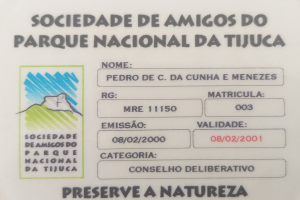 SOCIEDADE DE AMIGOS DO
PARQUE NACIONAL DA TIJUCA
NOME:
PEDRO DE C. DA CUNHA E MENEZES
RG: MATRICULA:
MRE 11150 003
EMISSÃO: VALIDADE:
08/02/2000 08/02/2001
CATEGORIA:
CONSELHO DELIBERATIVO
SOCIEDADE
DE AMIGOS DO
PARQUE
NACIONAL
DA TIJUCA
PRESERVE A NATUREZA